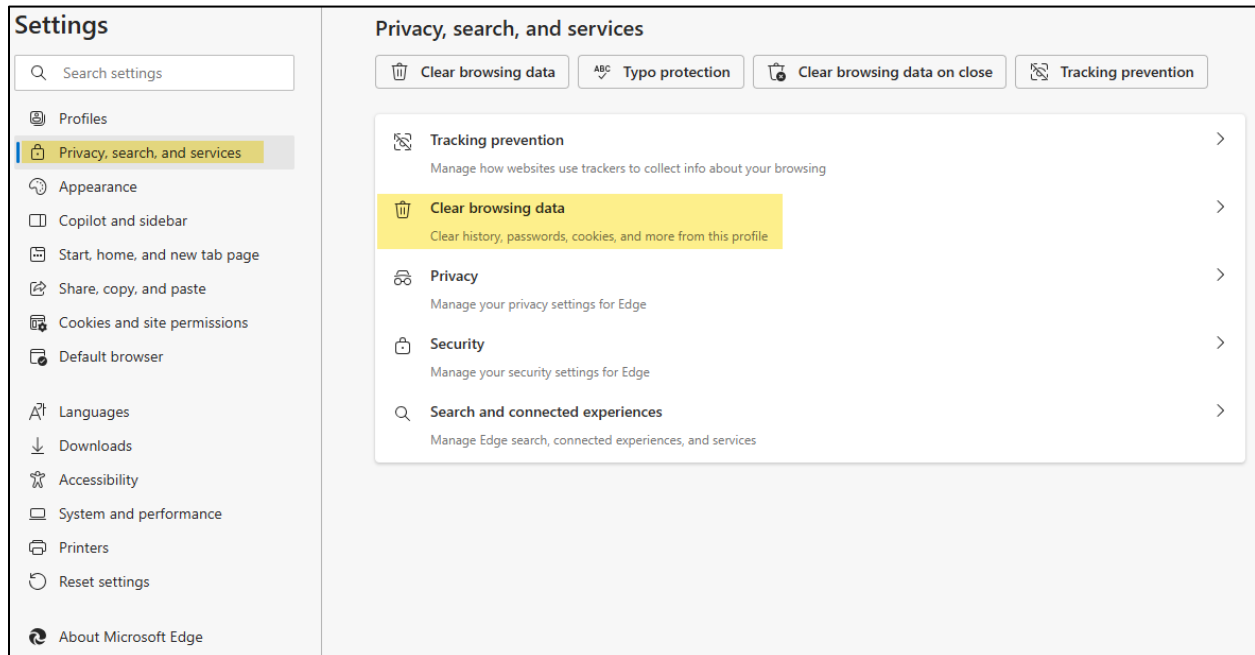 Settings
Search settings
Profiles
Privacy, search, and services
Appearance
Copilot and sidebar
Start, home, and new tab page
Share, copy, and paste
Cookies and site permissions
Default browser
Languages
Downloads
Accessibility
System and performance
Printers
Reset settings
About Microsoft Edge
Privacy, search, and services
Clear browsing data
ABC Typo protection
Clear browsing data on close
Tracking prevention
Tracking prevention
Manage how websites use trackers to collect info about your browsing
Clear browsing data
Clear history, passwords, cookies, and more from this profile
Privacy
Manage your privacy settings for Edge
Security
Manage your security settings for Edge
Search and connected experiences
Manage Edge search, connected experiences, and services